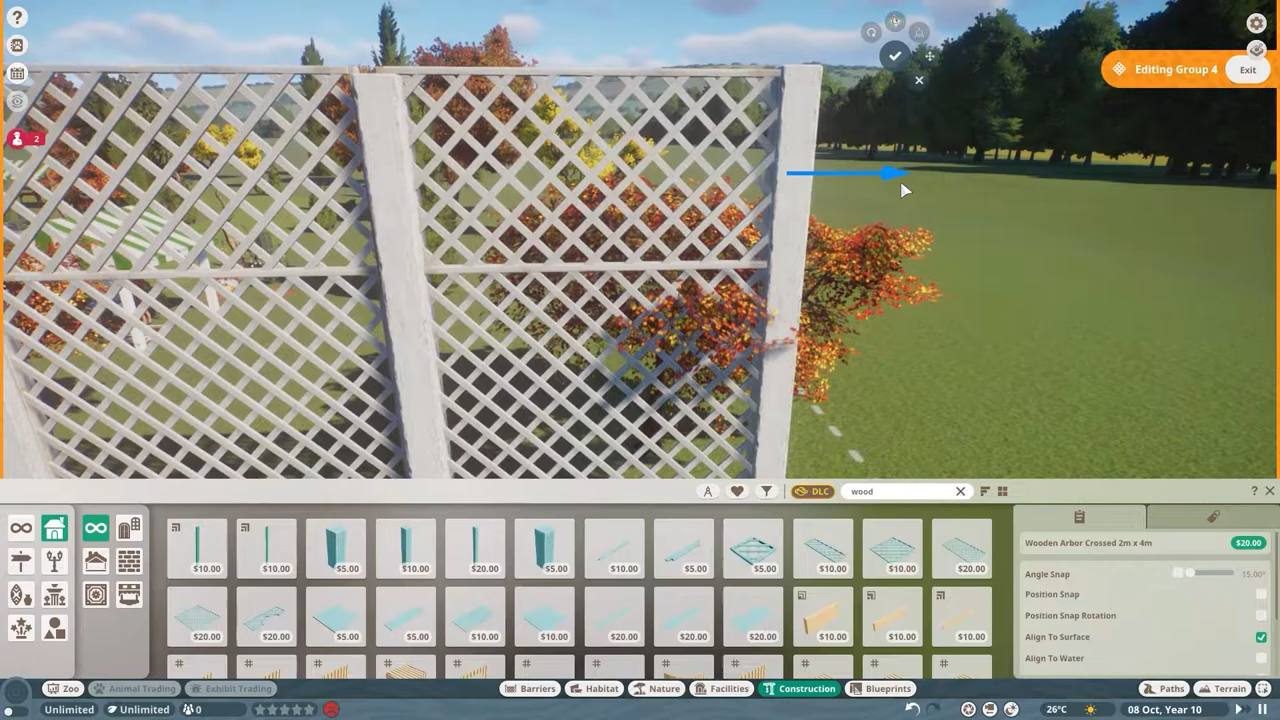 ?
Editing Group 4
Exit
2
DLC
wood
?
$10.00
$10.00
$5.00
$10.00
$10.00
$5.00
$10.00
$5.00
$5.00
$10.00
$10.00
$20.00
Wooden Arbor Crossed 2m x 4m
$20.00
Angle Snap
15.00°
Position Snap
Position Snap Rotation
Align To Surface
Align To Water
$20.00
$20.00
$5.00
$5.00
$10.00
$10.00
$20.00
$20.00
$20.00
$10.00
$10.00
$10.00
Zoo
Animal Trading
Exhibit Trading
Barriers
Habitat
Nature
Facilities
Construction
Blueprints
Paths
Terrain
Unlimited
Unlimited
0
26°C
08 Oct, Year 10